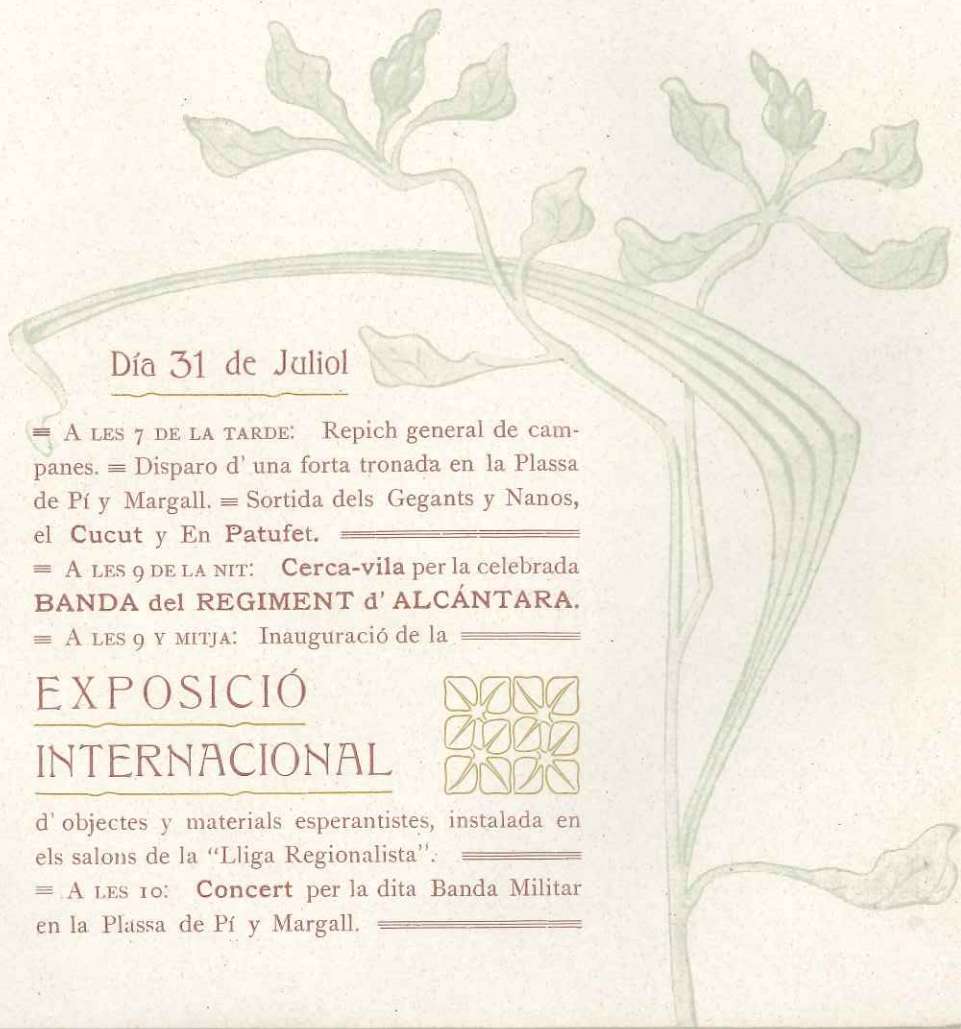 Día 31 de Juliol
≡ A LES 7 DE LA TARDE: Repich general de cam-
panes. ≡ Disparo d' una forta tronada en la Plassa
de Pí y Margall. ≡ Sortida dels Gegants y Nanos,
el Cucut y En Patufet.
≡ A LES 9 DE LA NIT: Cerca-vila per la celebrada
BANDA del REGIMENT d' ALCÁNTARA.
≡ A LES 9 Y MITJA: Inauguració de la
EXPOSICIÓ
INTERNACIONAL
d' objectes y materials esperantistes, instalada en
els salons de la “Lliga Regionalista”.
≡ A LES 10: Concert per la dita Banda Militar
en la Plassa de Pí y Margall.